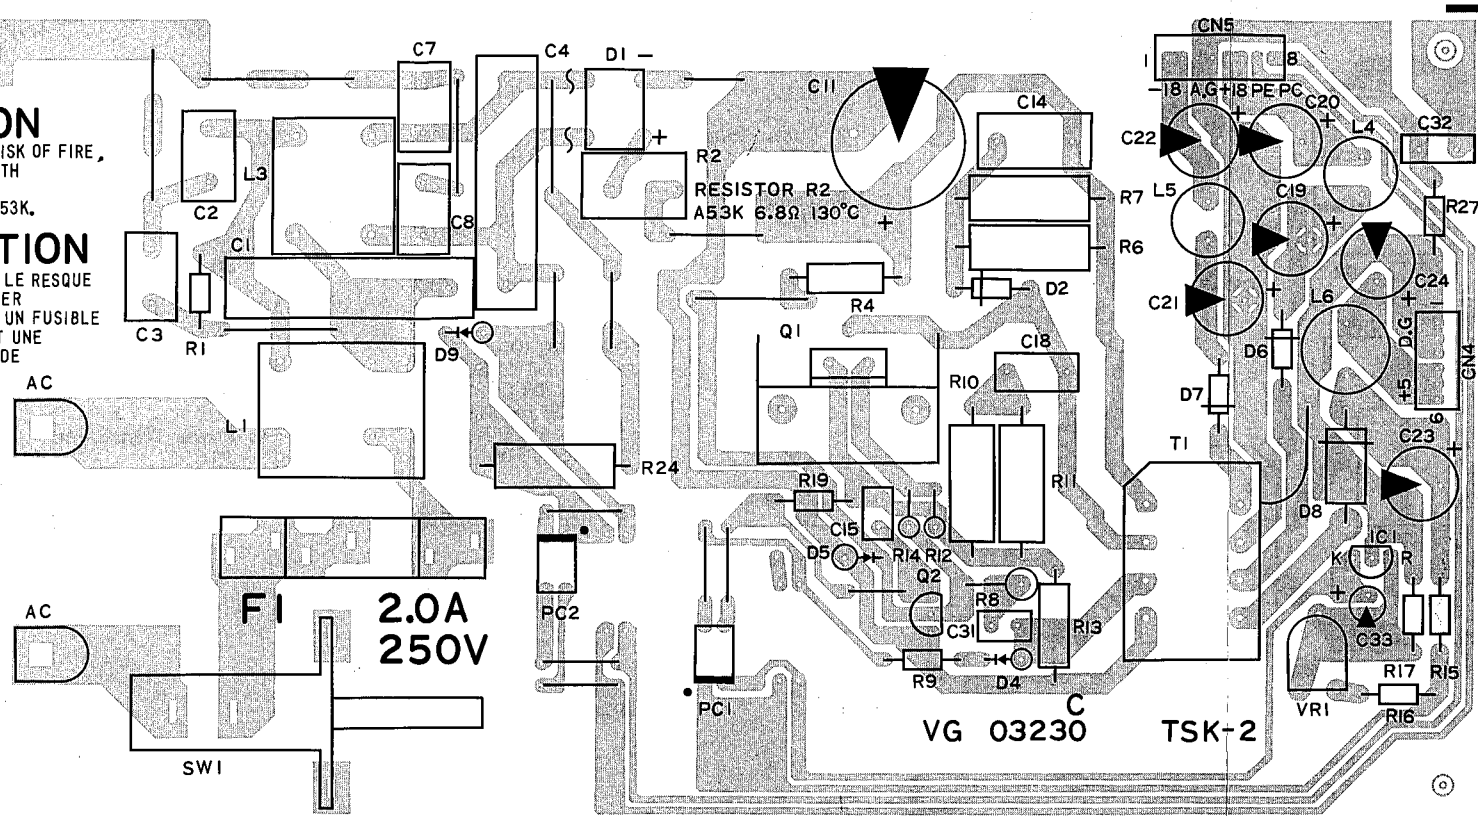 CN5
C7
C4
D1 –
1
8
-18 A.G +18 PE PC
C11
C14
C20
ON
ISK OF FIRE,
TH
C22
L4
C32
L3
R2
RESISTOR R2
A53K 6.8Ω 130°C
+
R7
L5
C19
R27
53K.
C2
C8
TION
C1
R6
LE RESQUE
ER
UN FUSIBLE
T UNE
DE
C24
D2
C21
L6
R4
C3
R1
Q1
D9
C18
D6
D.G
CN4
AC
R10
D7
+5
6
L1
T1
C23
R24
R19
R11
D8
C15
IC1
D5
R14
R12
K
R
Q2
AC
F1
2.0A
250V
PC2
R8
C31
R13
C33
R9
D4
R17
R15
PC1
C
VR1
R16
VG 03230
TSK-2
SW1